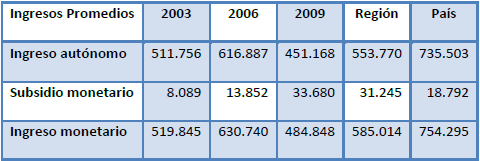 Ingresos Promedios 2003 2006 2009 Región País
Ingreso autónomo 511.756 616.887 451.168 553.770 735.503
Subsidio monetario 8.089 13.852 33.680 31.245 18.792
Ingreso monetario 519.845 630.740 484.848 585.014 754.295